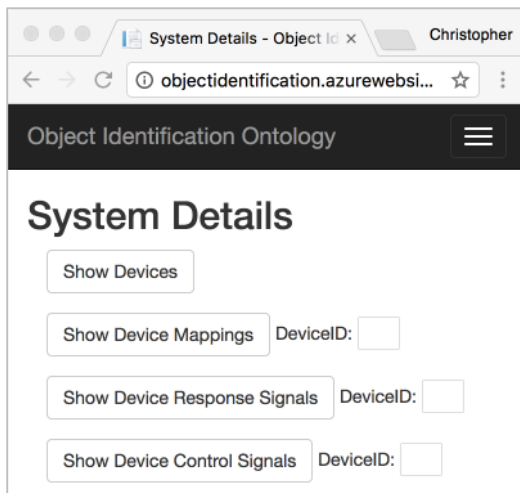 System Details - Object Id × Christopher
objectidentification.azurewebsi...
Object Identification Ontology
System Details
Show Devices
Show Device Mappings DeviceID:
Show Device Response Signals DeviceID:
Show Device Control Signals DeviceID: